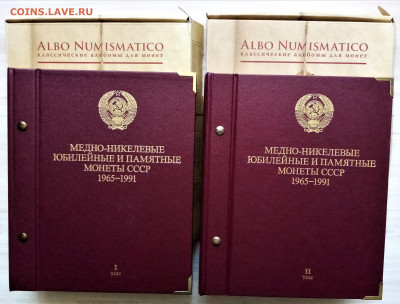 COINS.LAVE.RU
ALBO NUMISMATICO
классические альбомы для монет
МЕДНО-НИКЕЛЕВЫЕ
ЮБИЛЕЙНЫЕ И ПАМЯТНЫЕ
МОНЕТЫ СССР
1965–1991
I
ТОМ
ALBO NUMISMATICO
классические альбомы для монет
МЕДНО-НИКЕЛЕВЫЕ
ЮБИЛЕЙНЫЕ И ПАМЯТНЫЕ
МОНЕТЫ СССР
1965–1991
II
ТОМ